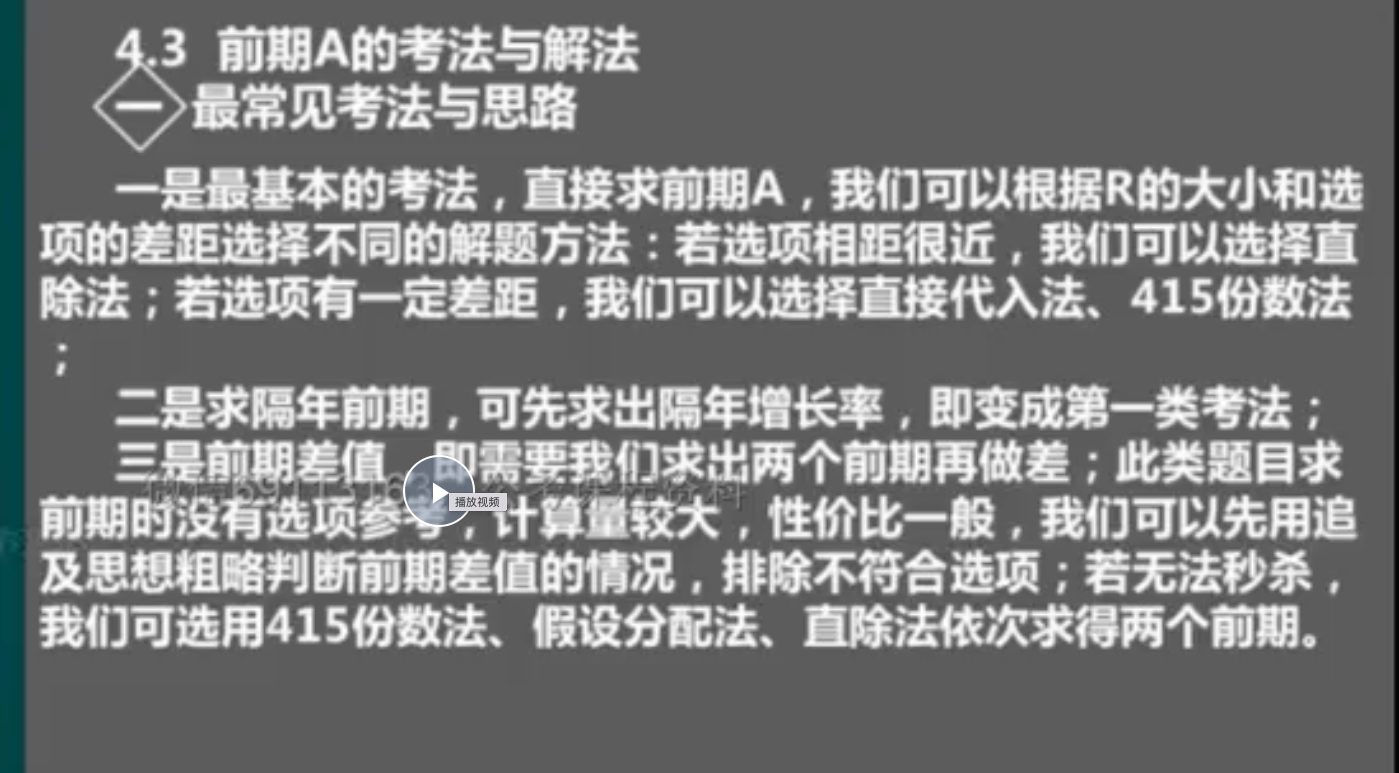 4.3 前期A的考法与解法
一 最常见考法与思路
一是最基本的考法，直接求前期A，我们可以根据R的大小和选
项的差距选择不同的解题方法：若选项相距很近，我们可以选择直
除法；若选项有一定差距，我们可以选择直接代入法、415份数法
；
二是求隔年前期，可先求出隔年增长率，即变成第一类考法；
三是前期差值，即需要我们求出两个前期再做差；此类题目求
播放视频
前期时没有选项参考，计算量较大，性价比一般，我们可以先用追
及思想粗略判断前期差值的情况，排除不符合选项；若无法秒杀，
我们可选用415份数法、假设分配法、直除法依次求得两个前期。